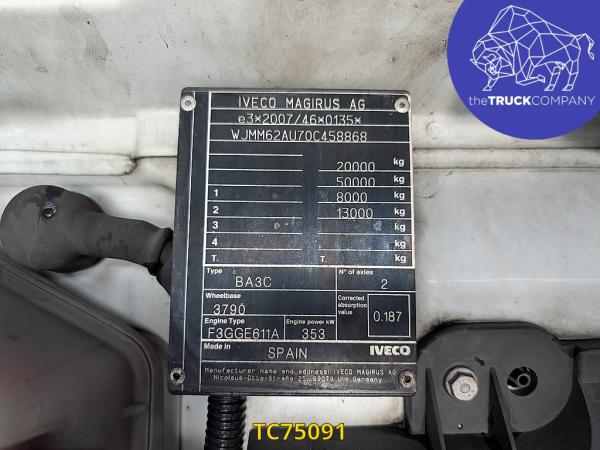 theTRUCKCOMPANY
IVECO MAGIRUS AG
e3*2007/46*0135*
WJMM62AU70C458868
20000 kg
50000 kg
1 8000 kg
2 13000 kg
3 kg
4 kg
T. T. kg
Type Nº of axles
BA3C 2
Wheelbase Corrected absorption value
3790 0.187
Engine Type Engine power kW
F3GGE611A 353
Made in
SPAIN IVECO
Manufacturer name and address: IVECO MAGIRUS AG
Nicolaus-Otto-Straße 25, 89079 Ulm Germany
TC75091